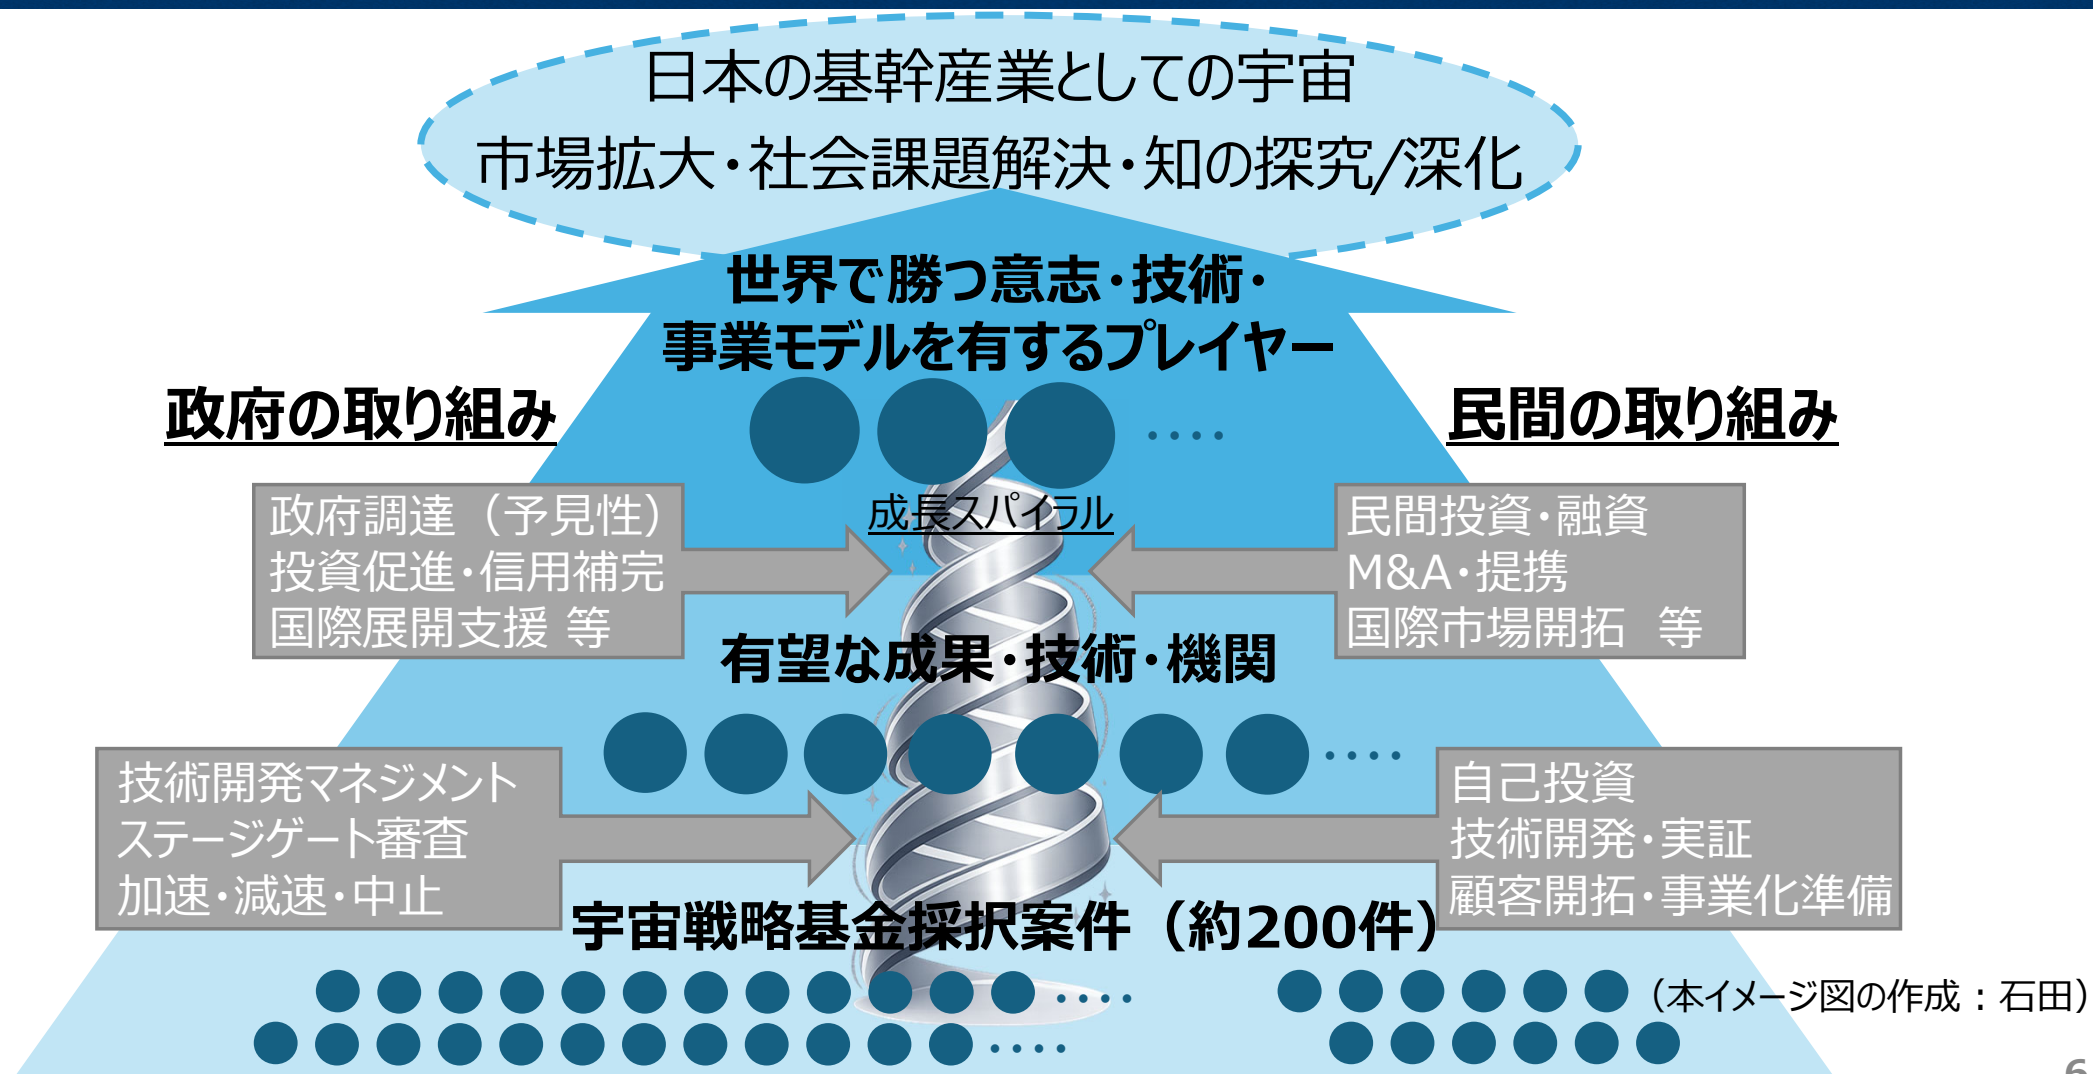 日本の基幹産業としての宇宙
市場拡大・社会課題解決・知の探究/深化
世界で勝つ意志・技術・
事業モデルを有するプレイヤー
政府の取り組み
民間の取り組み
････
成長スパイラル
政府調達（予見性）
投資促進・信用補完
国際展開支援 等
民間投資・融資
M&A・提携
国際市場開拓　等
有望な成果・技術・機関
････
技術開発マネジメント
ステージゲート審査
加速・減速・中止
自己投資
技術開発・実証
顧客開拓・事業化準備
宇宙戦略基金採択案件（約200件）
････
（本イメージ図の作成：石田）
････
6